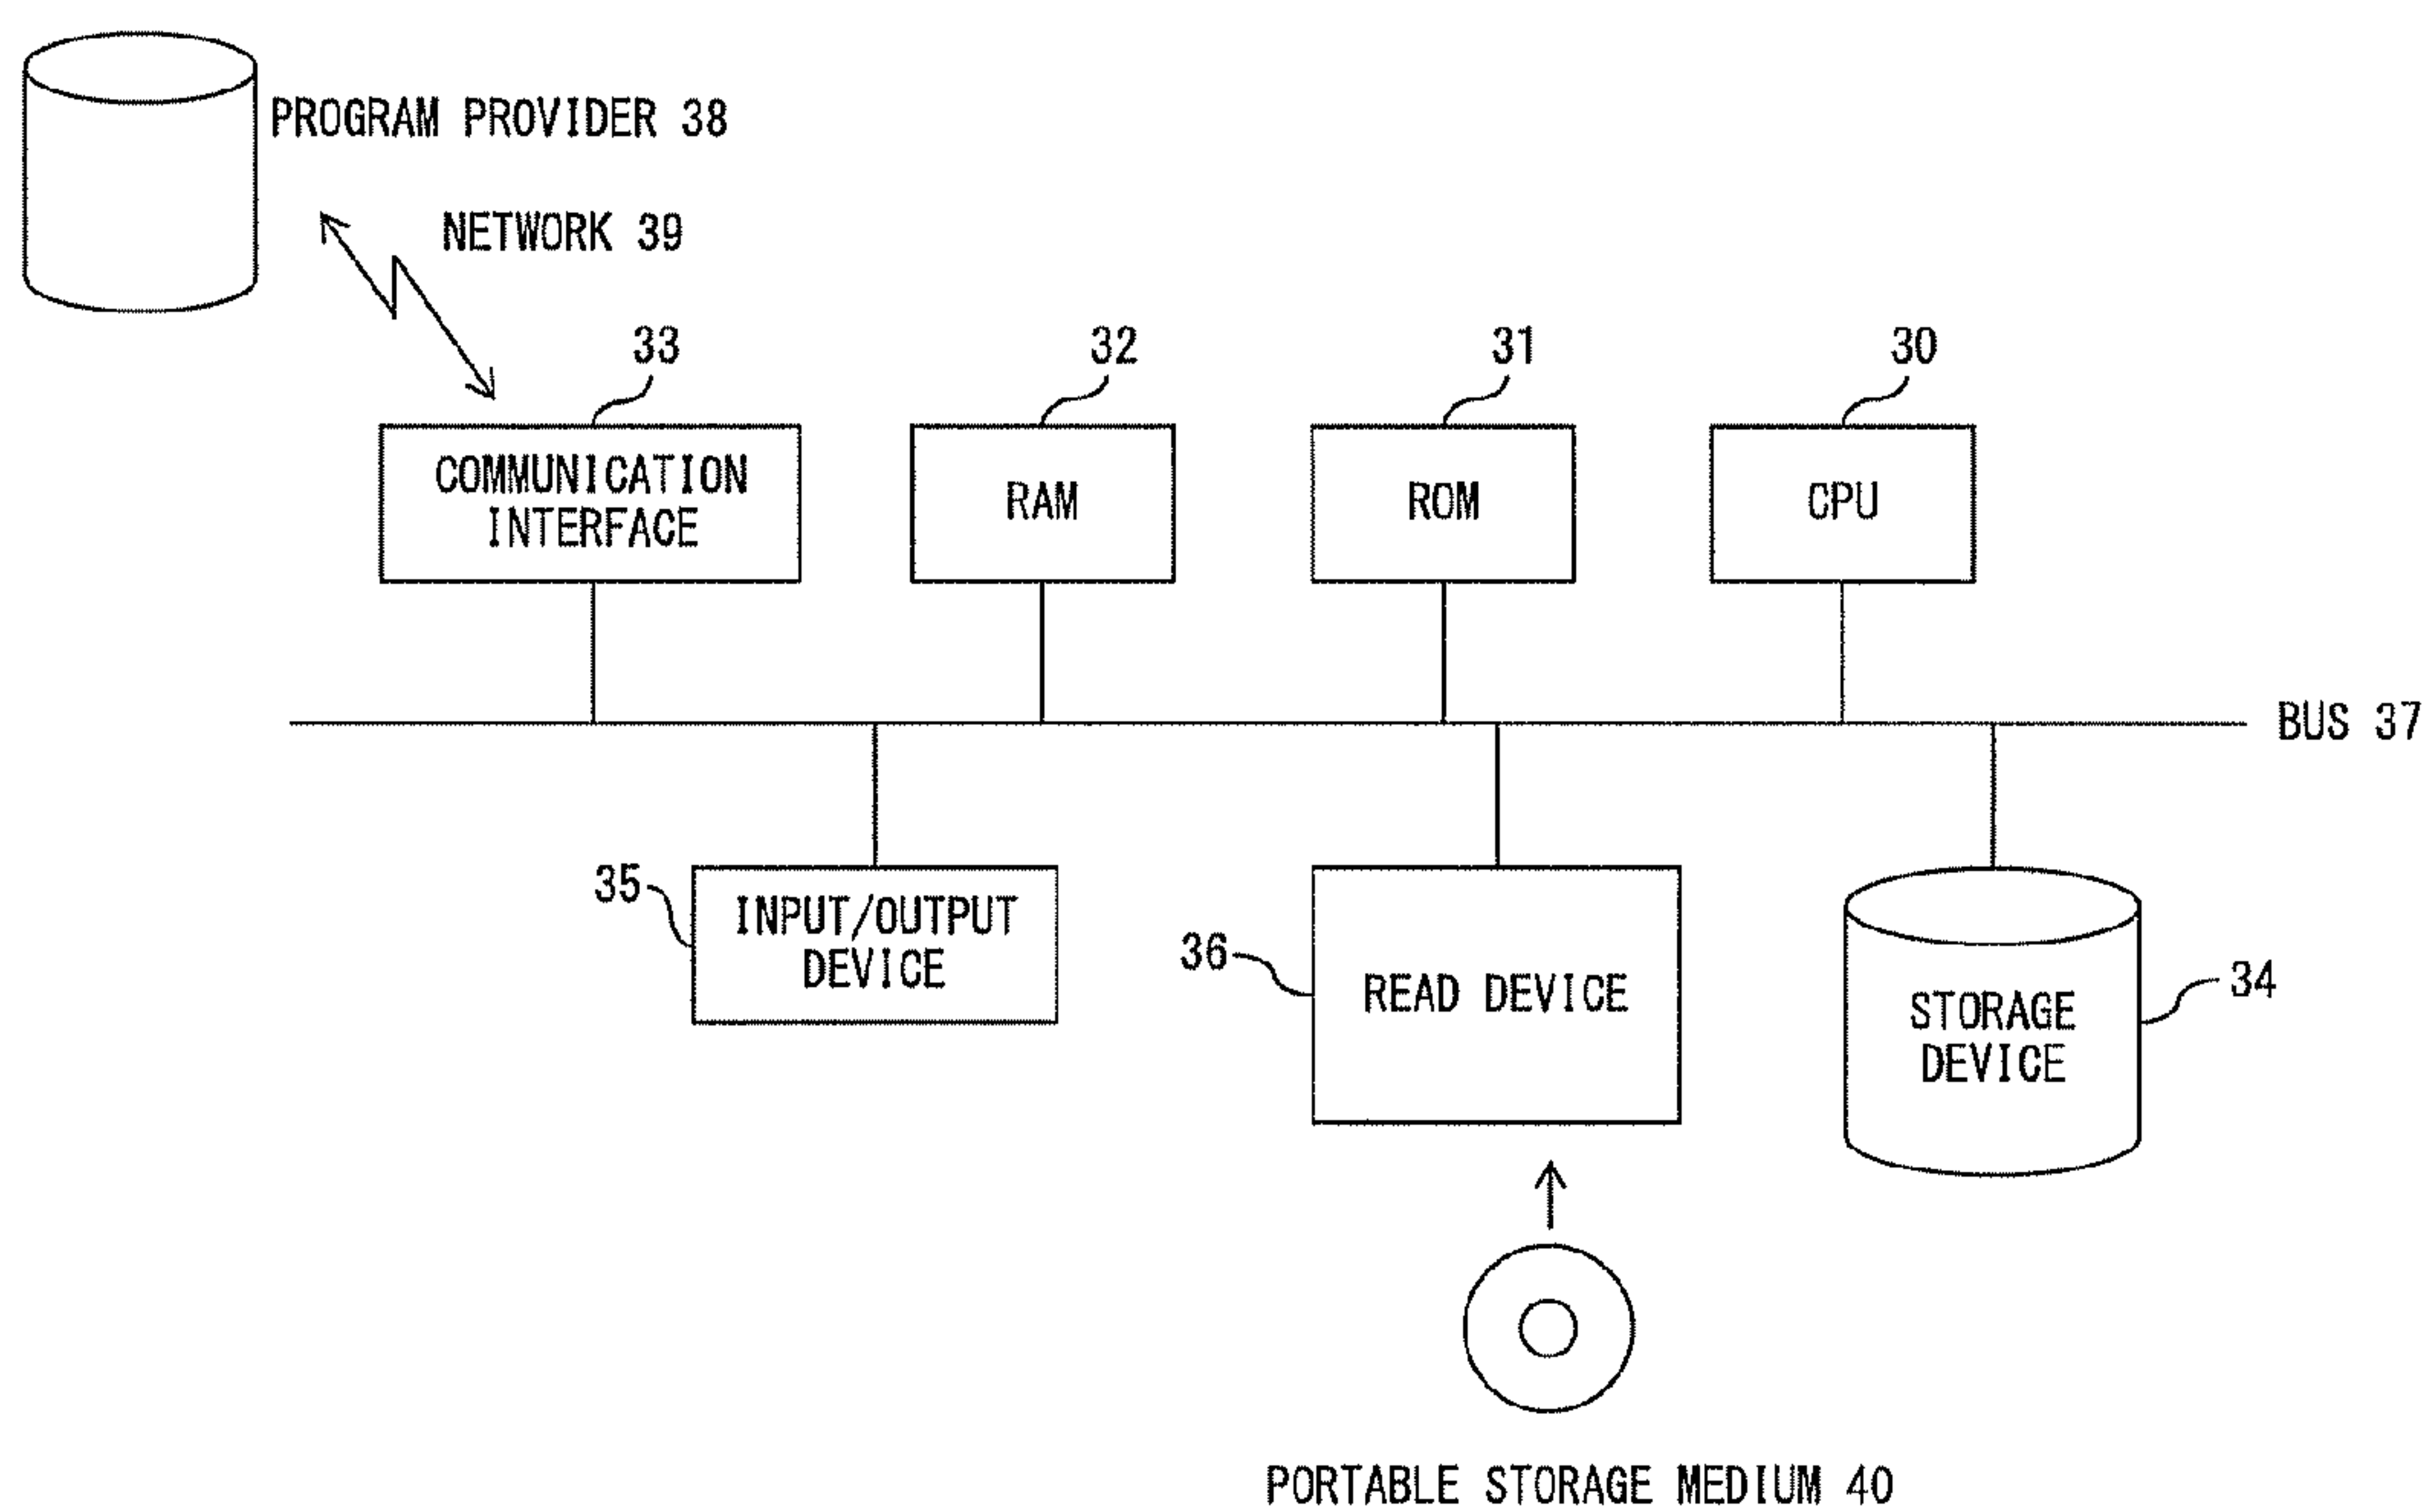 PROGRAM PROVIDER 38
NETWORK 39
33
32
31
30
COMMUNICATION
INTERFACE
RAM
ROM
CPU
BUS 37
35
INPUT/OUTPUT
DEVICE
36
READ DEVICE
34
STORAGE
DEVICE
PORTABLE STORAGE MEDIUM 40